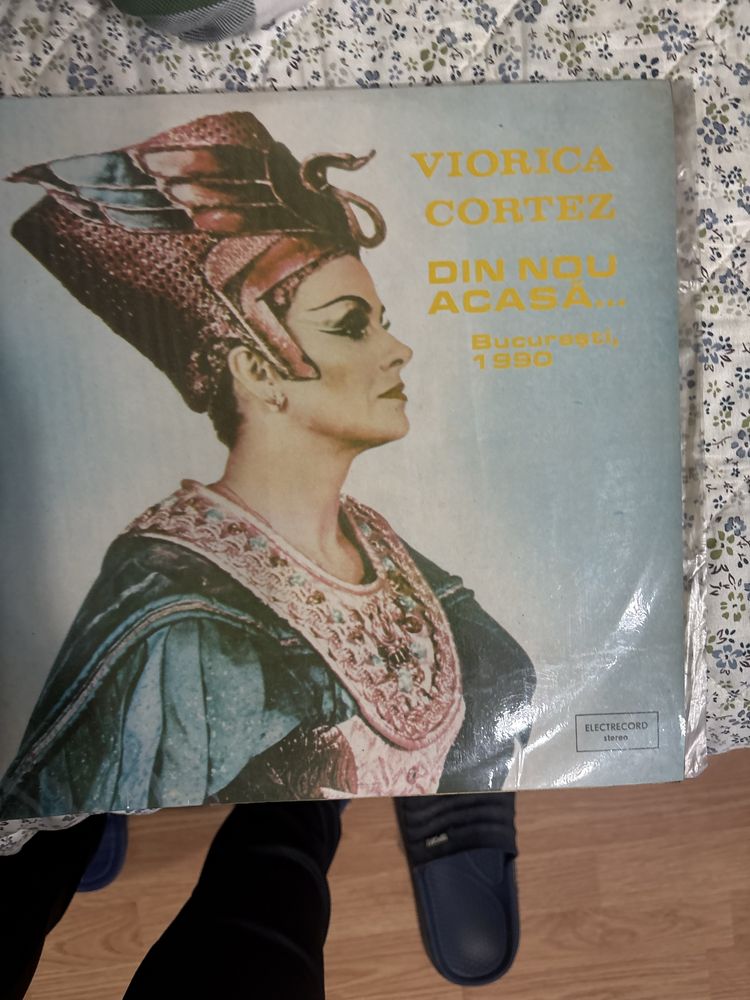 VIORICA
CORTEZ
DIN NOU
ACASĂ...
București,
1990
ELECTRECORD
stereo